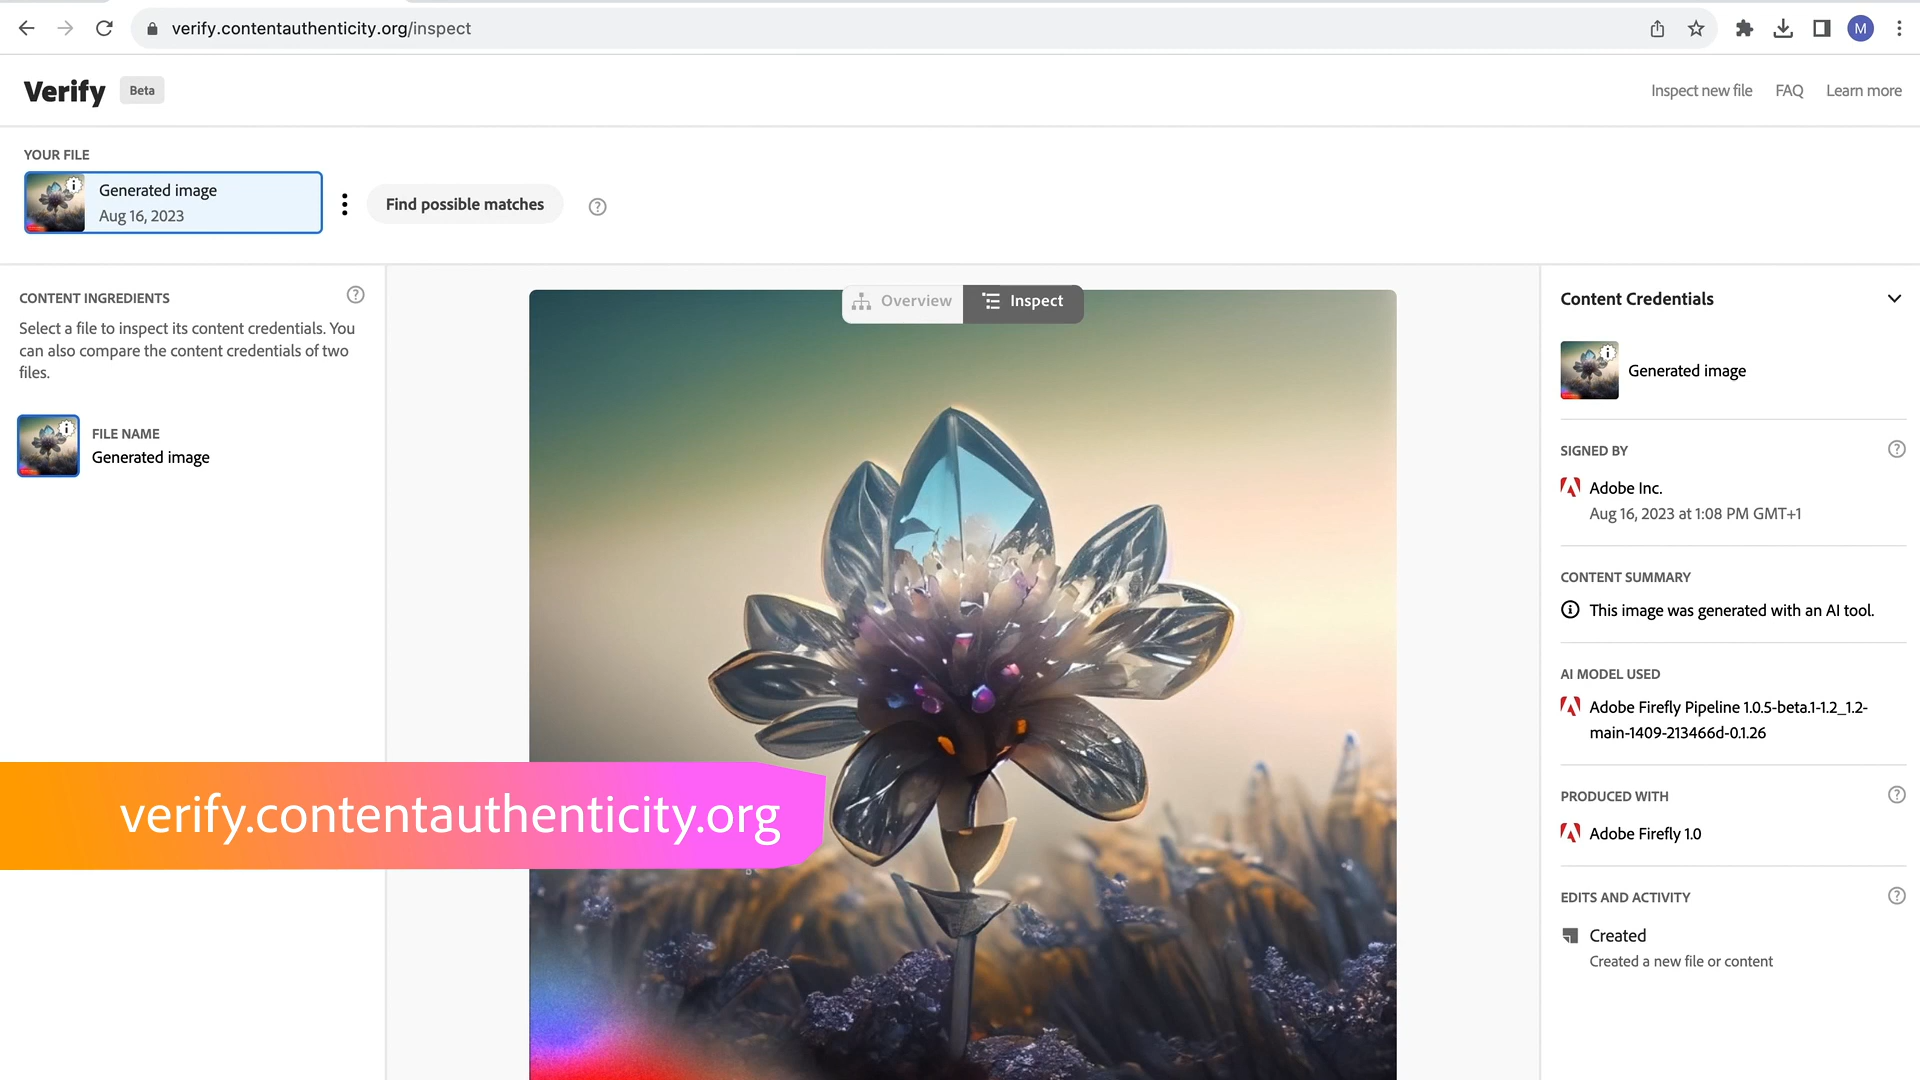 verify.contentauthenticity.org/inspect
M
Verify
Beta
Inspect new file
FAQ
Learn more
YOUR FILE
Generated image
Aug 16, 2023
Find possible matches
CONTENT INGREDIENTS
Select a file to inspect its content credentials. You
can also compare the content credentials of two
files.
FILE NAME
Generated image
Overview
Inspect
verify.contentauthenticity.org
Content Credentials
Generated image
SIGNED BY
Adobe Inc.
Aug 16, 2023 at 1:08 PM GMT+1
CONTENT SUMMARY
This image was generated with an AI tool.
AI MODEL USED
Adobe Firefly Pipeline 1.0.5-beta.1-1.2_1.2-
main-1409-213466d-0.1.26
PRODUCED WITH
Adobe Firefly 1.0
EDITS AND ACTIVITY
Created
Created a new file or content